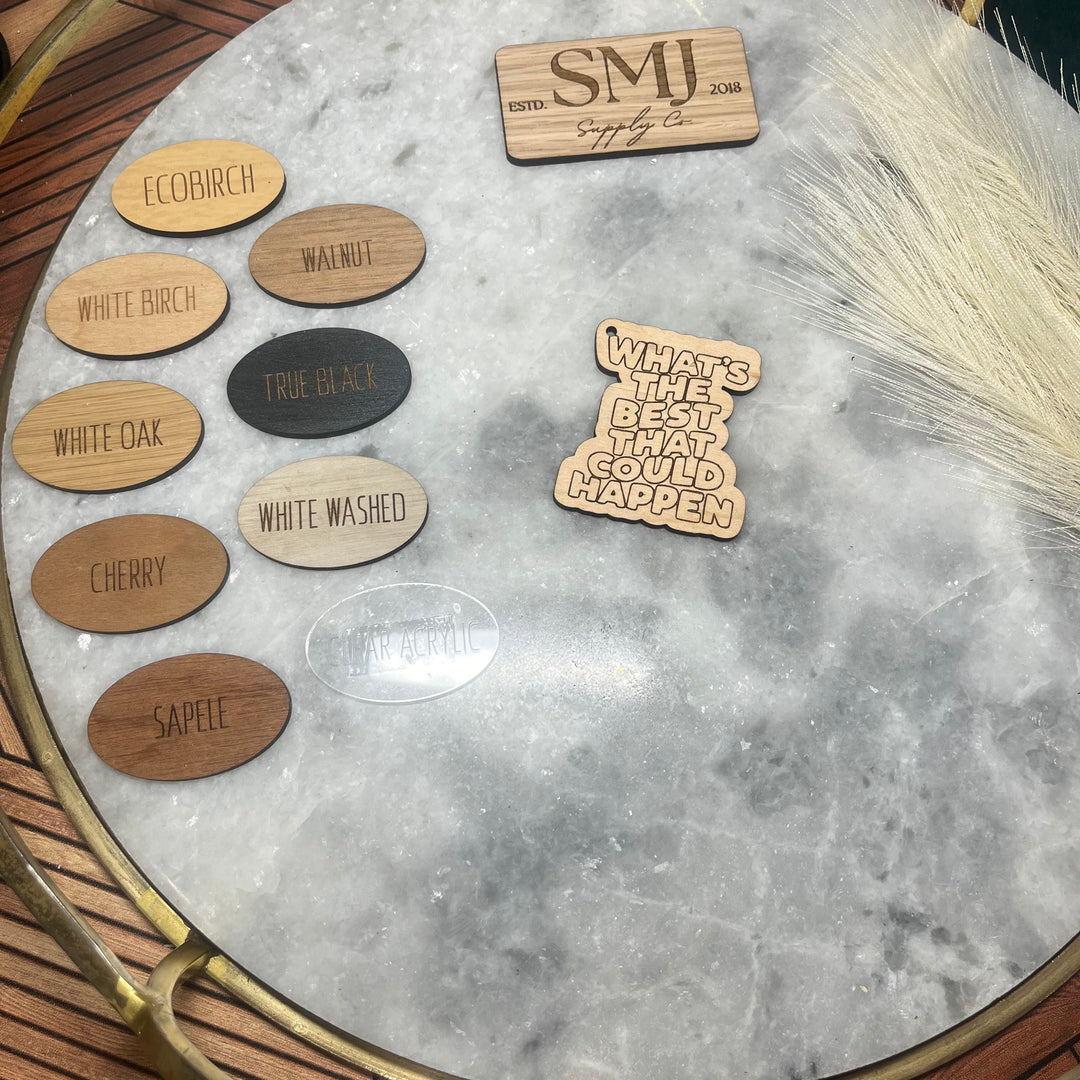 SMJ
ESTD. 2018
Supply Co.
ECOBIRCH
WALNUT
WHITE BIRCH
TRUE BLACK
WHITE OAK
WHITE WASHED
CHERRY
CLEAR ACRYLIC
SAPELE
WHAT'S
THE
BEST
THAT
COULD
HAPPEN